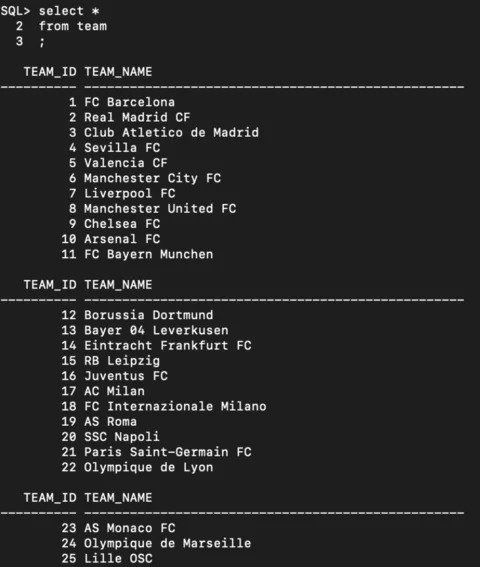 SQL> select *
  2  from team
  3  ;

   TEAM_ID TEAM_NAME
---------- --------------------------------------------------
         1 FC Barcelona
         2 Real Madrid CF
         3 Club Atletico de Madrid
         4 Sevilla FC
         5 Valencia CF
         6 Manchester City FC
         7 Liverpool FC
         8 Manchester United FC
         9 Chelsea FC
        10 Arsenal FC
        11 FC Bayern Munchen

   TEAM_ID TEAM_NAME
---------- --------------------------------------------------
        12 Borussia Dortmund
        13 Bayer 04 Leverkusen
        14 Eintracht Frankfurt FC
        15 RB Leipzig
        16 Juventus FC
        17 AC Milan
        18 FC Internazionale Milano
        19 AS Roma
        20 SSC Napoli
        21 Paris Saint-Germain FC
        22 Olympique de Lyon

   TEAM_ID TEAM_NAME
---------- --------------------------------------------------
        23 AS Monaco FC
        24 Olympique de Marseille
        25 Lille OSC